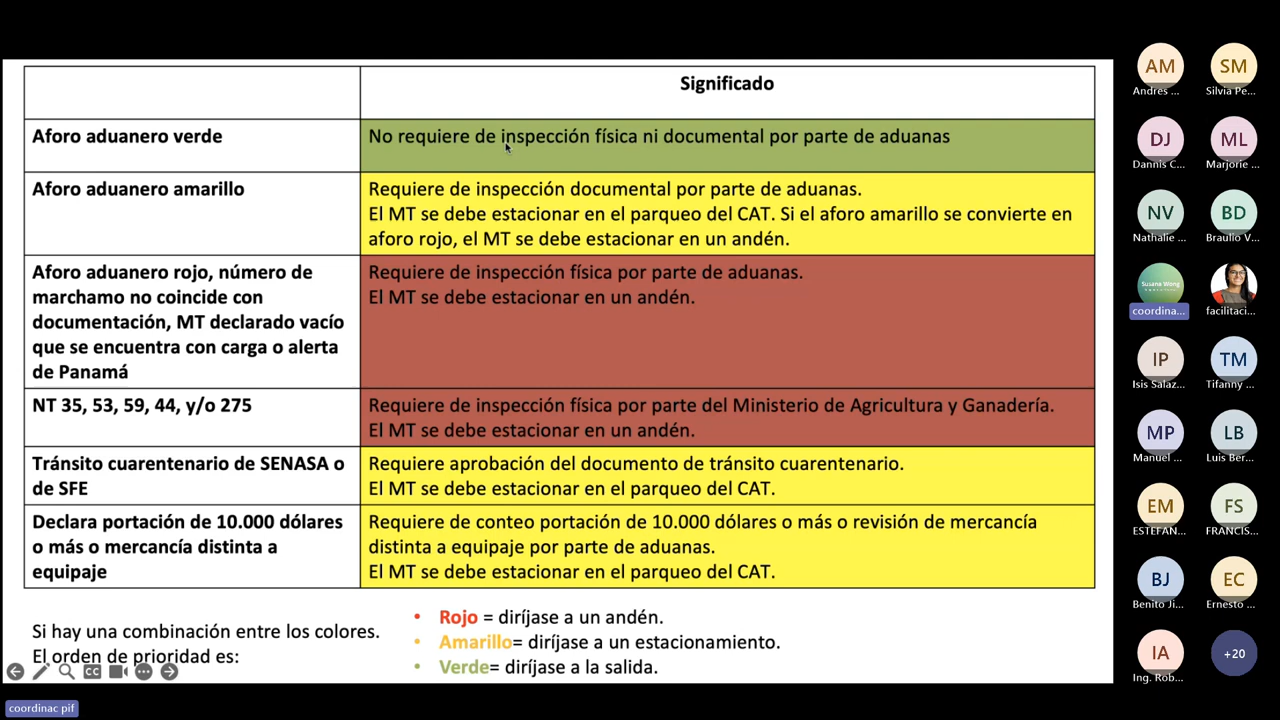 Significado
Aforo aduanero verde
No requiere de inspección física ni documental por parte de aduanas
Aforo aduanero amarillo
Requiere de inspección documental por parte de aduanas.
El MT se debe estacionar en el parqueo del CAT. Si el aforo amarillo se convierte en
aforo rojo, el MT se debe estacionar en un andén.
Aforo aduanero rojo, número de
marchamo no coincide con
documentación, MT declarado vacío
que se encuentra con carga o alerta
de Panamá
Requiere de inspección física por parte de aduanas.
El MT se debe estacionar en un andén.
NT 35, 53, 59, 44, y/o 275
Requiere de inspección física por parte del Ministerio de Agricultura y Ganadería.
El MT se debe estacionar en un andén.
Tránsito cuarentenario de SENASA o
de SFE
Requiere aprobación del documento de tránsito cuarentenario.
El MT se debe estacionar en el parqueo del CAT.
Declara portación de 10.000 dólares
o más o mercancía distinta a
equipaje
Requiere de conteo portación de 10.000 dólares o más o revisión de mercancía
distinta a equipaje por parte de aduanas.
El MT se debe estacionar en el parqueo del CAT.
Si hay una combinación entre los colores.
El orden de prioridad es:
• Rojo = diríjase a un andén.
• Amarillo= diríjase a un estacionamiento.
• Verde= diríjase a la salida.
CC
coordinac pif
AM
Andres ...
SM
Silvia Pe...
DJ
Dannis C...
ML
Marjorie ...
NV
Nathalie ...
BD
Braulio V...
Susana Wong
coordina...
facilitaci...
IP
Isis Salaz...
TM
Tifanny ...
MP
Manuel ...
LB
Luis Ber...
EM
ESTEFAN...
FS
FRANCIS...
BJ
Benito Ji...
EC
Ernesto ...
IA
Ing. Rob...
+20